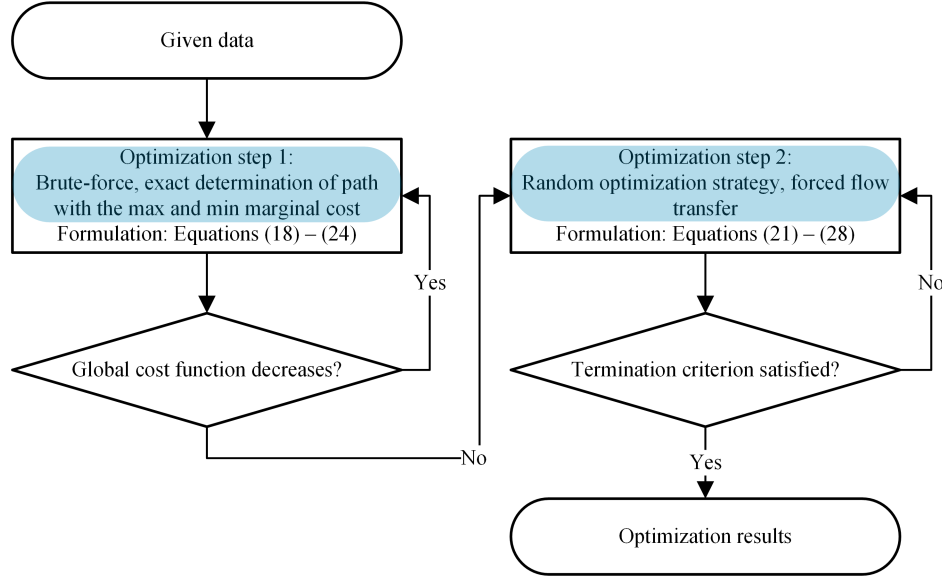 Given data
Optimization step 1:
Brute-force, exact determination of path
with the max and min marginal cost
Formulation: Equations (18) – (24)
Yes
Global cost function decreases?
No
Optimization step 2:
Random optimization strategy, forced flow
transfer
Formulation: Equations (21) – (28)
No
Termination criterion satisfied?
Yes
Optimization results